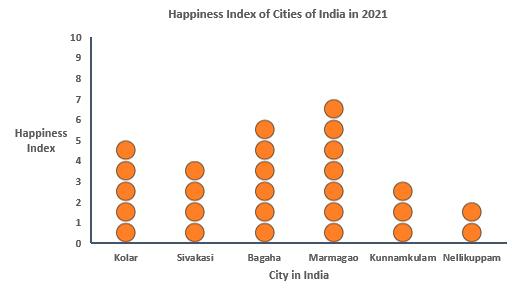 Happiness Index of Cities of India in 2021
10
9
8
7
6
5
4
3
2
1
0
Happiness
Index
Kolar Sivakasi Bagaha Marmagao Kunnamkulam Nellikuppam
City in India